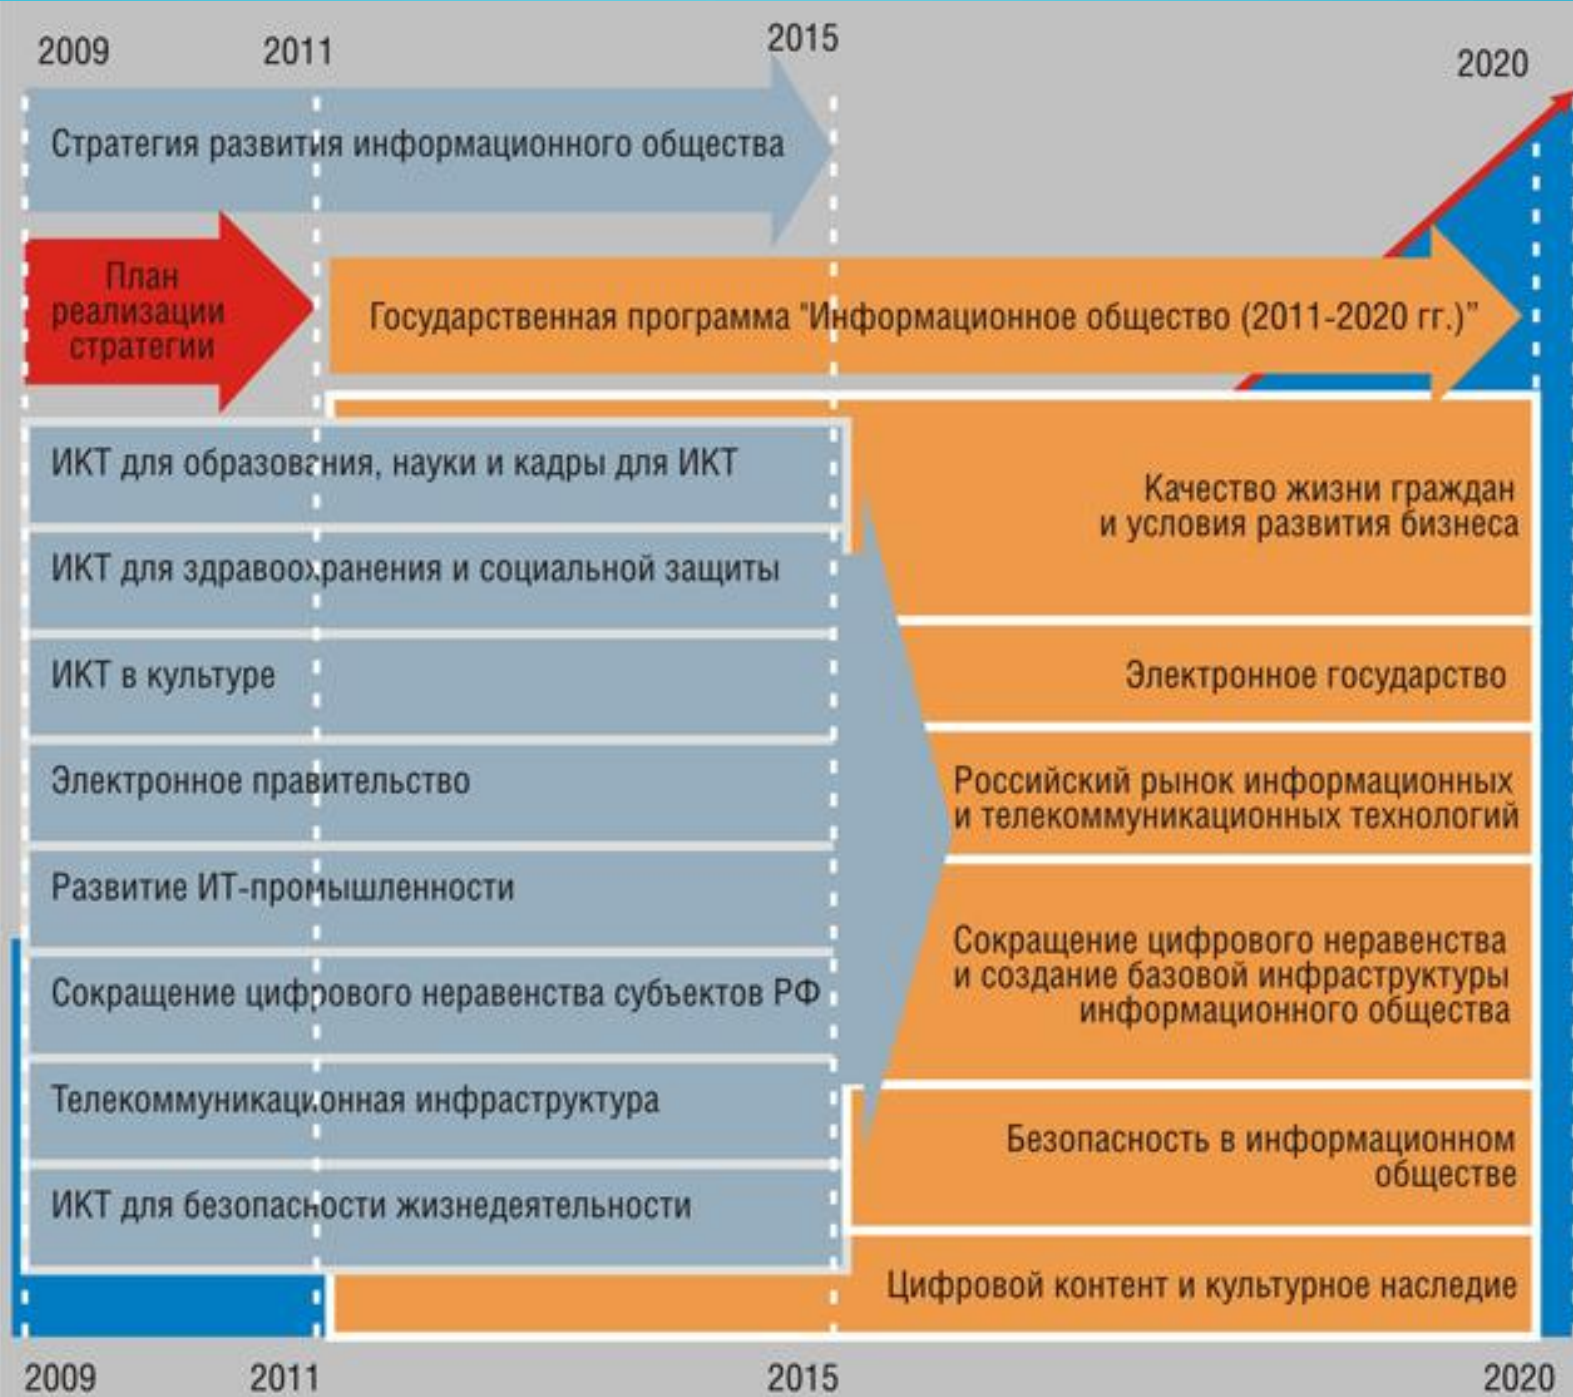 2009 2011 2015 2020
Стратегия развития информационного общества
План
реализации
стратегии
Государственная программа "Информационное общество (2011-2020 гг.)"
ИКТ для образования, науки и кадры для ИКТ
ИКТ для здравоохранения и социальной защиты
ИКТ в культуре
Электронное правительство
Развитие ИТ-промышленности
Сокращение цифрового неравенства субъектов РФ
Телекоммуникационная инфраструктура
ИКТ для безопасности жизнедеятельности
Качество жизни граждан
и условия развития бизнеса
Электронное государство
Российский рынок информационных
и телекоммуникационных технологий
Сокращение цифрового неравенства
и создание базовой инфраструктуры
информационного общества
Безопасность в информационном
обществе
Цифровой контент и культурное наследие
2009 2011 2015 2020